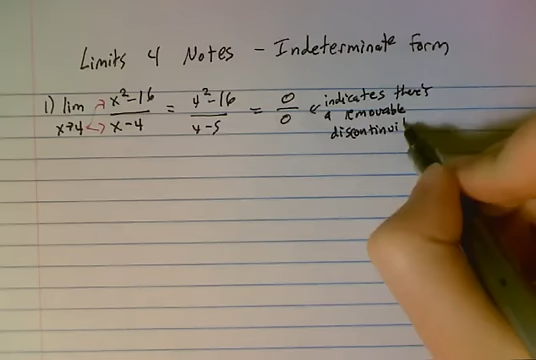 Limits 4 Notes - Indeterminate form
1) lim x→4 x²-16 / x-4 = 4²-16 / 4-5 = 0/0 ← indicates there's
a removable
discontinui